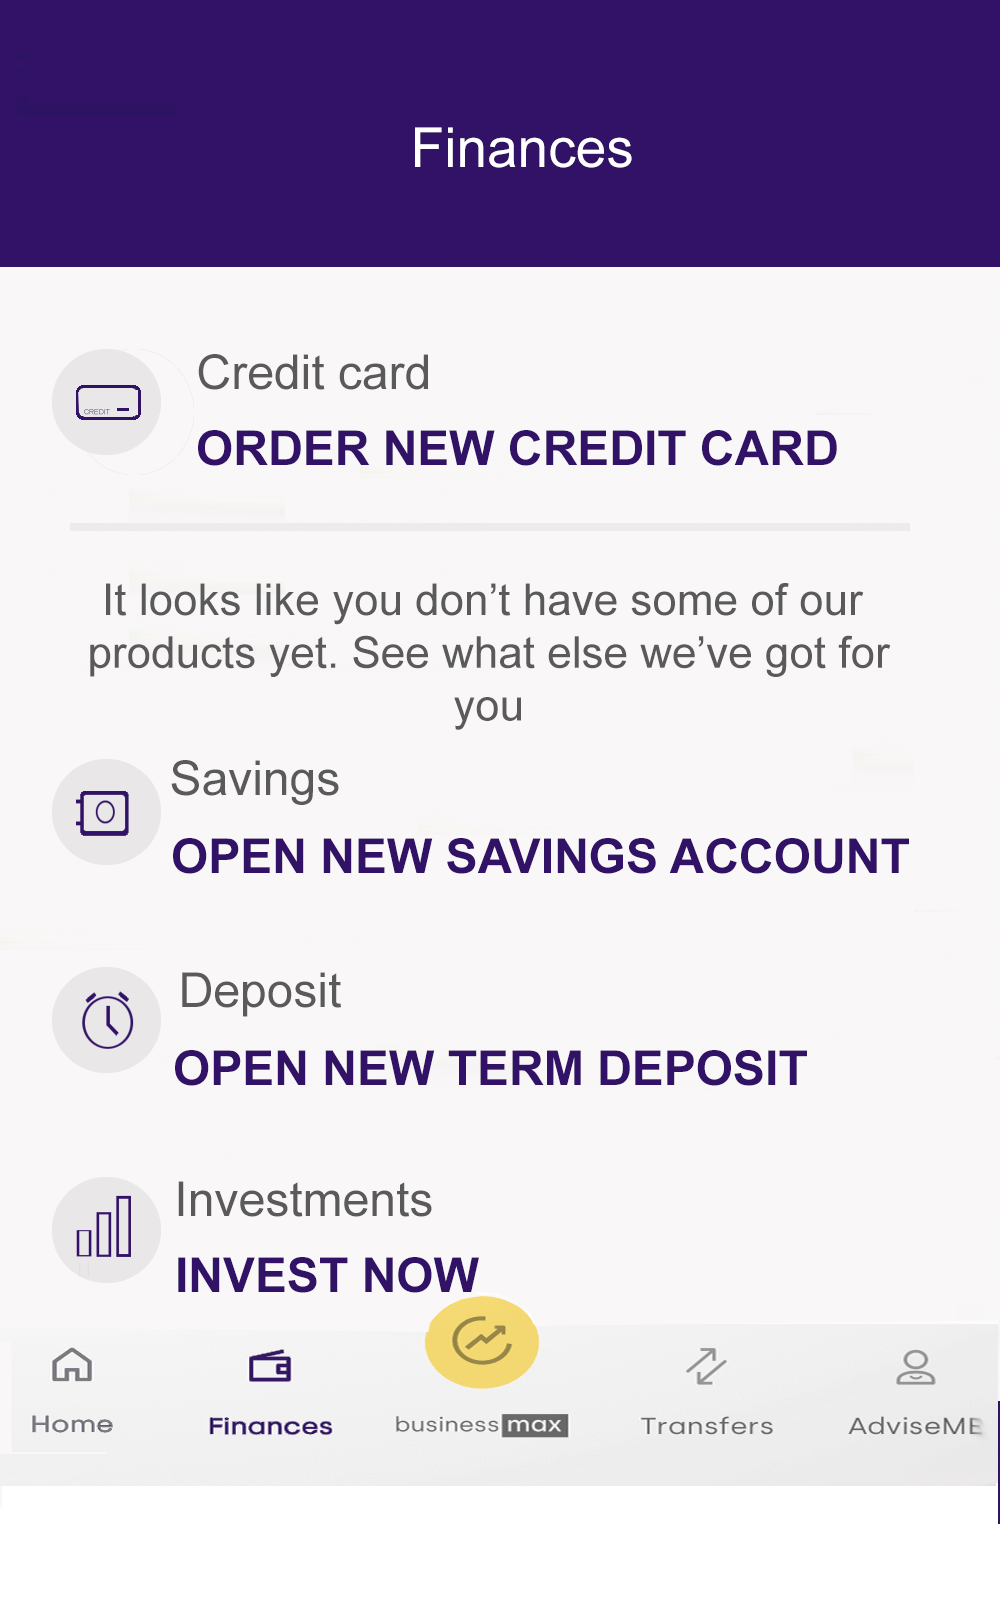 Finances
Credit card
CREDIT
ORDER NEW CREDIT CARD
It looks like you don’t have some of our
products yet. See what else we’ve got for
you
Savings
OPEN NEW SAVINGS ACCOUNT
Deposit
OPEN NEW TERM DEPOSIT
Investments
INVEST NOW
Home
Finances
business max
Transfers
AdviseME